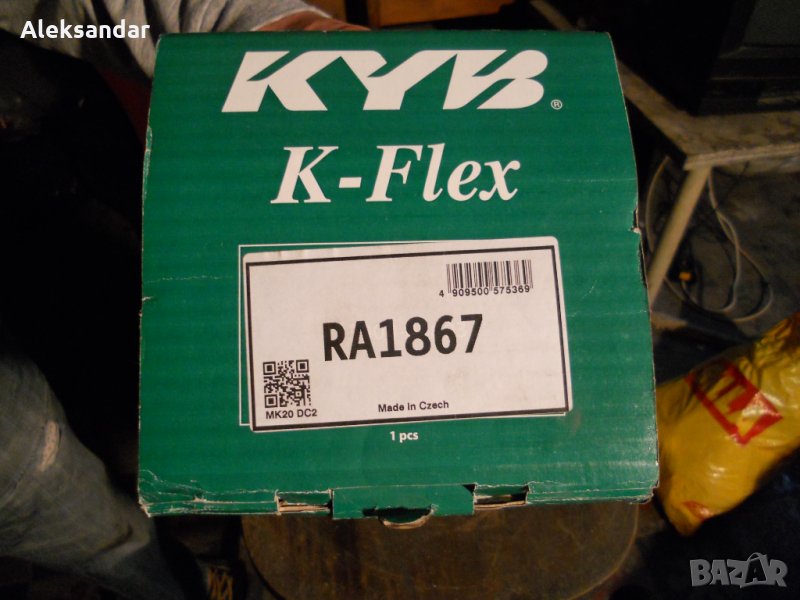 Aleksandar
KYB®
K-Flex
4 909500 575369
RA1867
MK20 DC2
Made in Czech
1 pcs
BAZAR